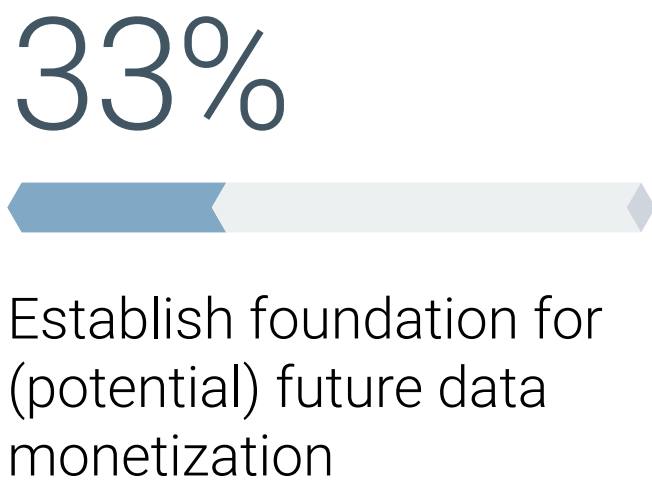 33%
Establish foundation for
(potential) future data
monetization